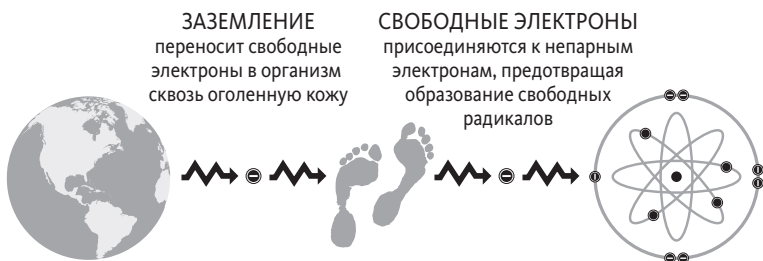 ЗАЗЕМЛЕНИЕ
переносит свободные
электроны в организм
сквозь оголенную кожу
СВОБОДНЫЕ ЭЛЕКТРОНЫ
присоединяются к непарным
электронам, предотвращая
образование свободных
радикалов